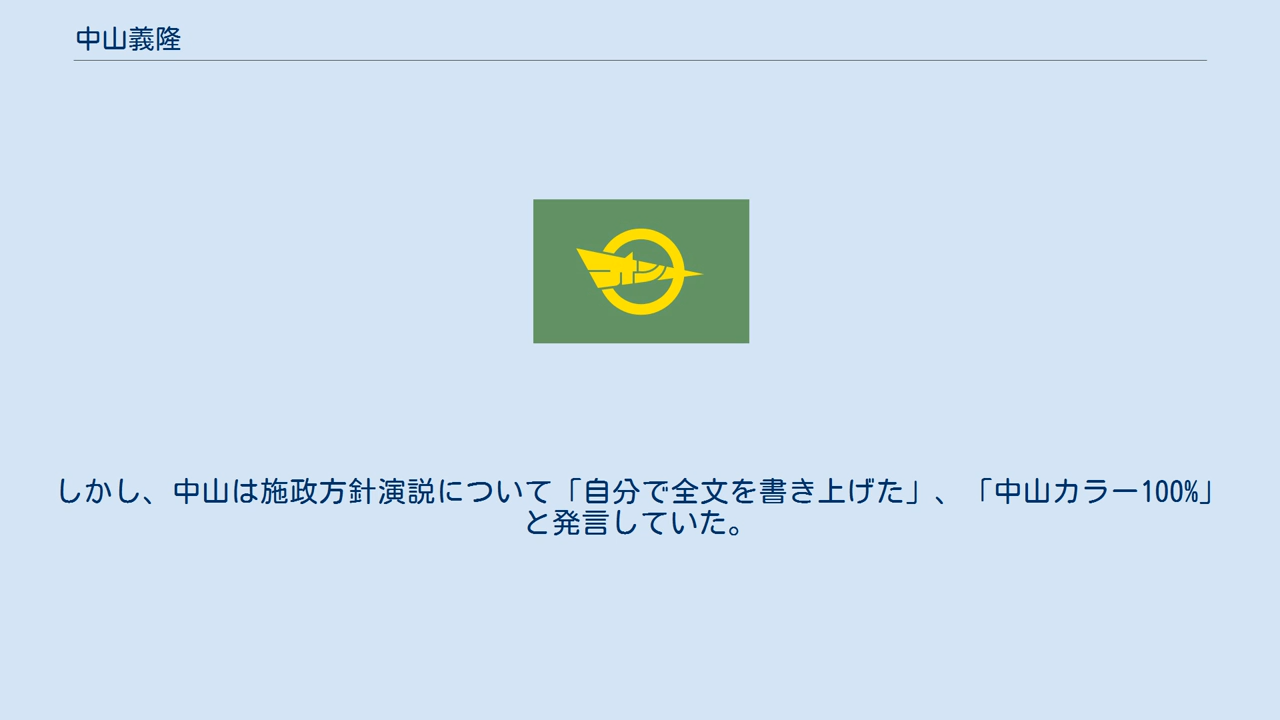 中山義隆
しかし、中山は施政方針演説について「自分で全文を書き上げた」、「中山カラー100%」
と発言していた。